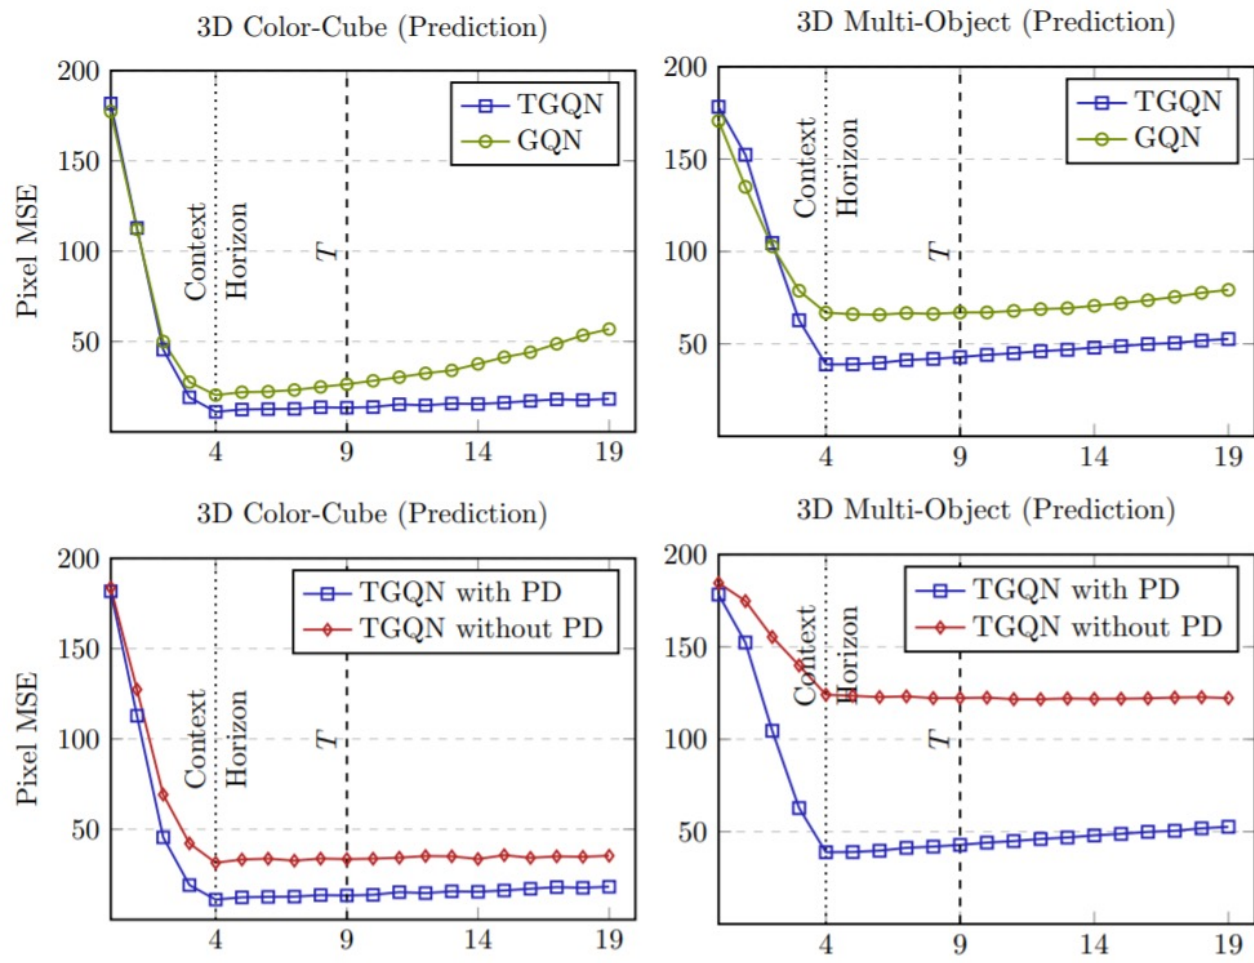 3D Color-Cube (Prediction)
Pixel MSE
200
150
100
50
4
9
14
19
TGQN
GQN
Context
Horizon
T
3D Multi-Object (Prediction)
200
150
100
50
4
9
14
19
TGQN
GQN
Context
Horizon
T
3D Color-Cube (Prediction)
Pixel MSE
200
150
100
50
4
9
14
19
TGQN with PD
TGQN without PD
Context
Horizon
T
3D Multi-Object (Prediction)
200
150
100
50
4
9
14
19
TGQN with PD
TGQN without PD
Context
Horizon
T